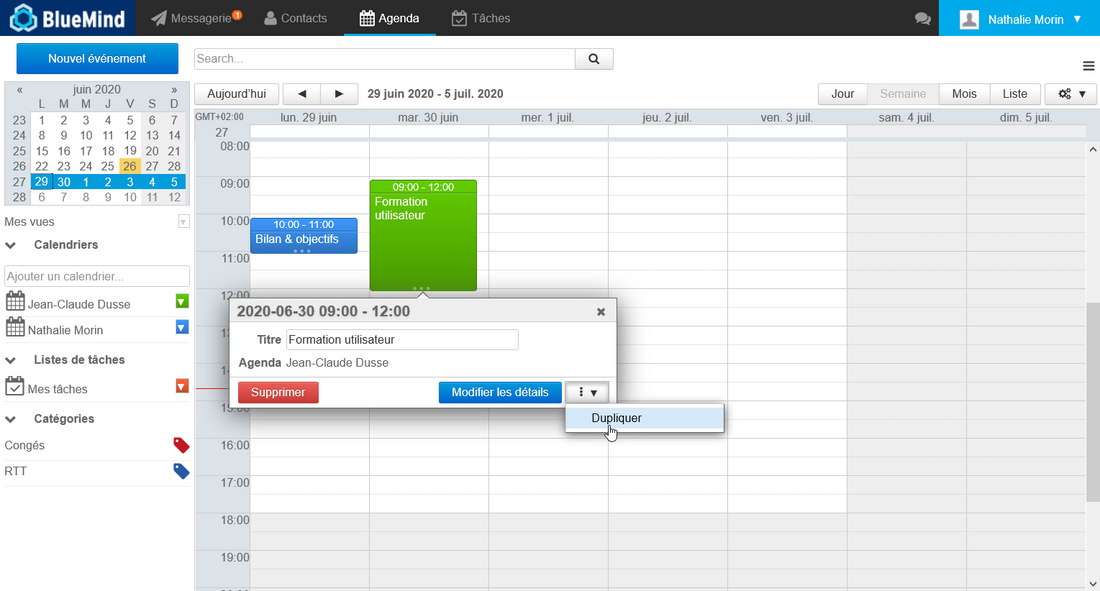 BlueMind Messagerie 1 Contacts Agenda Tâches Nathalie Morin
Nouvel événement
Search...
« juin 2020 »
L M M J V S D
23 1 2 3 4 5 6 7
24 8 9 10 11 12 13 14
25 15 16 17 18 19 20 21
26 22 23 24 25 26 27 28
27 29 30 1 2 3 4 5
28 6 7 8 9 10 11 12
Mes vues
Calendriers
Ajouter un calendrier...
Jean-Claude Dusse
Nathalie Morin
Listes de tâches
Mes tâches
Catégories
Congés
RTT
Aujourd'hui 29 juin 2020 - 5 juil. 2020 Jour Semaine Mois Liste
GMT+02:00 lun. 29 juin mar. 30 juin mer. 1 juil. jeu. 2 juil. ven. 3 juil. sam. 4 juil. dim. 5 juil.
27
08:00
09:00
10:00
11:00
12:00
15:00
16:00
17:00
18:00
19:00
10:00 - 11:00
Bilan & objectifs
09:00 - 12:00
Formation
utilisateur
2020-06-30 09:00 - 12:00
Titre Formation utilisateur
Agenda Jean-Claude Dusse
Supprimer Modifier les détails
Dupliquer